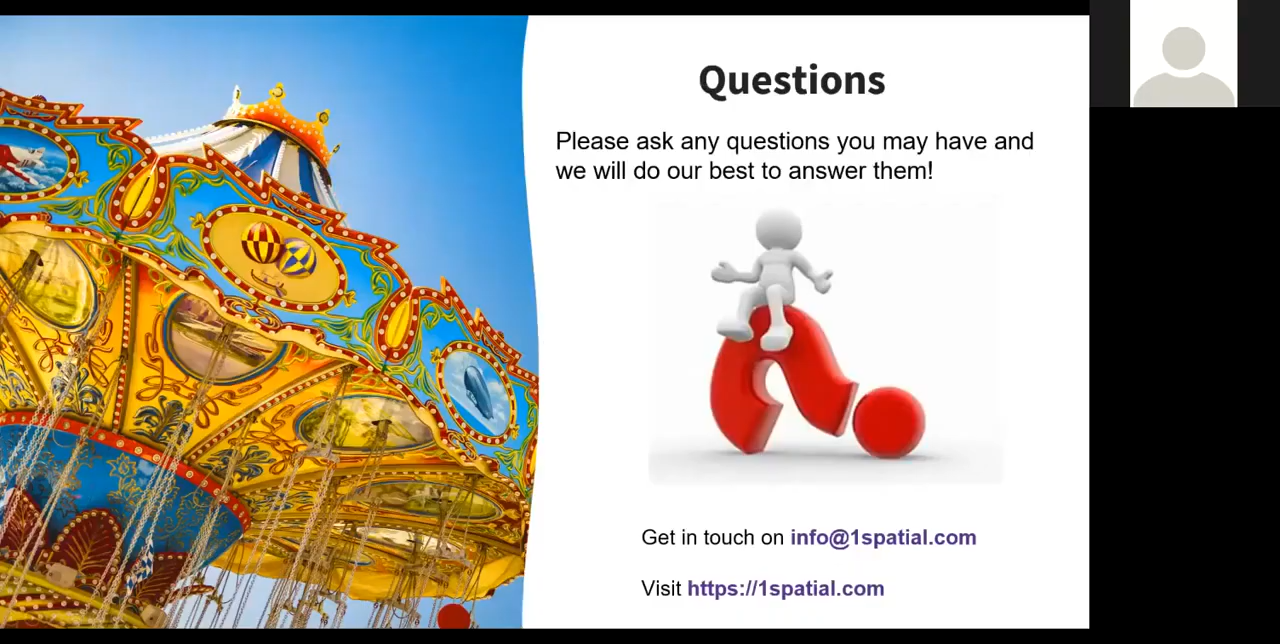 Questions
Please ask any questions you may have and
we will do our best to answer them!
Get in touch on info@1spatial.com
Visit https://1spatial.com